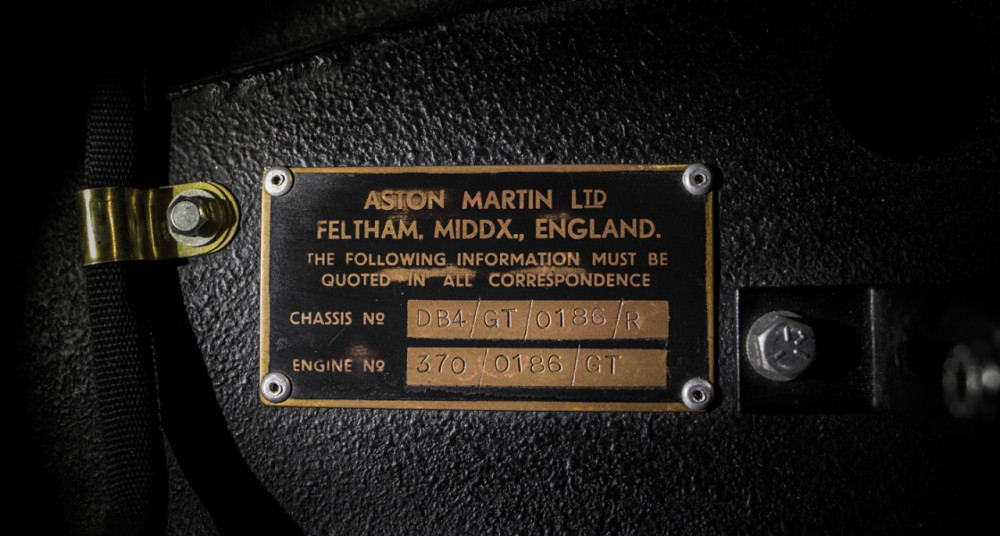 ASTON MARTIN LTD
FELTHAM, MIDDX., ENGLAND.
THE FOLLOWING INFORMATION MUST BE
QUOTED IN ALL CORRESPONDENCE
CHASSIS Nº DB4/GT/0186/R
ENGINE Nº 370/0186/GT